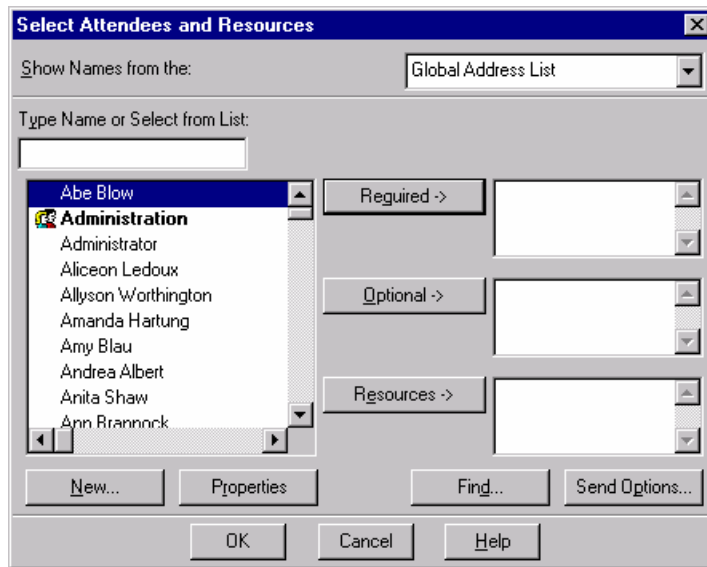 Select Attendees and Resources
Show Names from the:
Global Address List
Type Name or Select from List:
Abe Blow
Administration
Administrator
Aliceon Ledoux
Allyson Worthington
Amanda Hartung
Amy Blau
Andrea Albert
Anita Shaw
Ann Brannock
Required ->
Optional ->
Resources ->
New...
Properties
Find...
Send Options...
OK
Cancel
Help